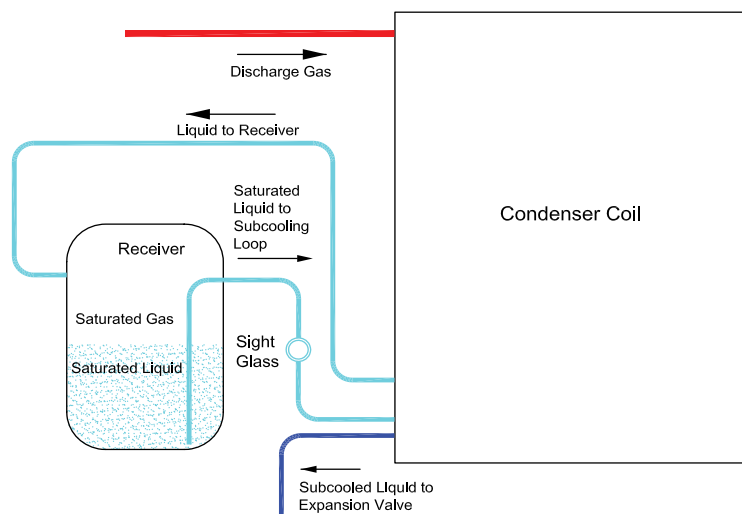 Discharge Gas
Liquid to Receiver
Saturated
Liquid to
Subcooling
Loop
Condenser Coil
Receiver
Saturated Gas
Sight
Glass
Saturated Liquid
Subcooled Liquid to
Expansion Valve